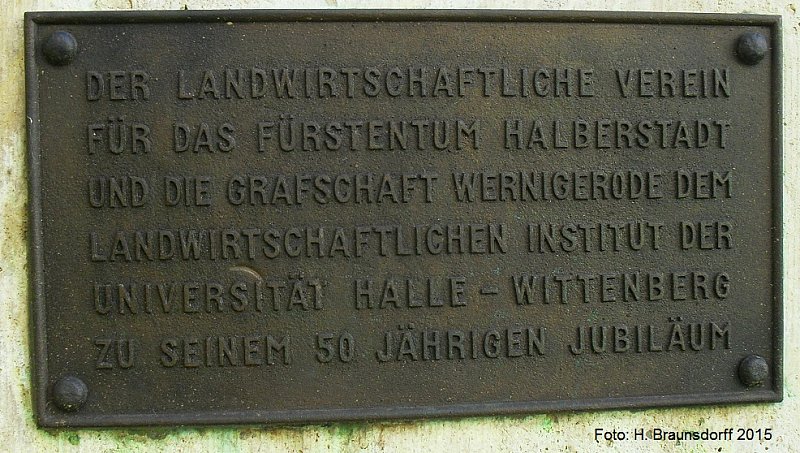 DER LANDWIRTSCHAFTLICHE VEREIN
FÜR DAS FÜRSTENTUM HALBERSTADT
UND DIE GRAFSCHAFT WERNIGERODE DEM
LANDWIRTSCHAFTLICHEN INSTITUT DER
UNIVERSITÄT HALLE - WITTENBERG
ZU SEINEM 50 JÄHRIGEN JUBILÄUM
Foto: H. Braunsdorff 2015